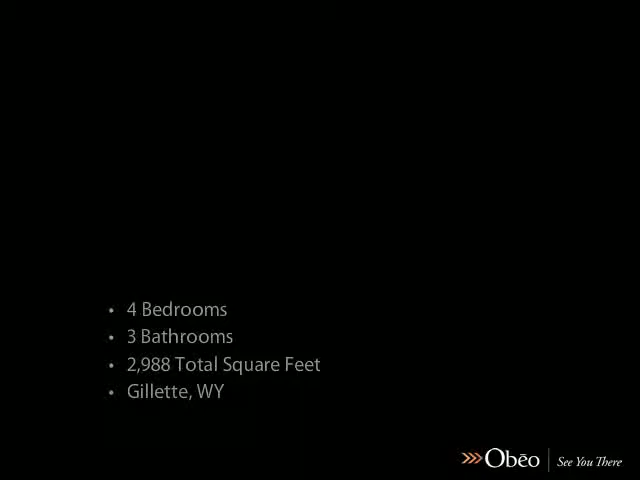 • 4 Bedrooms
• 3 Bathrooms
• 2,988 Total Square Feet
• Gillette, WY
Obēo | See You There